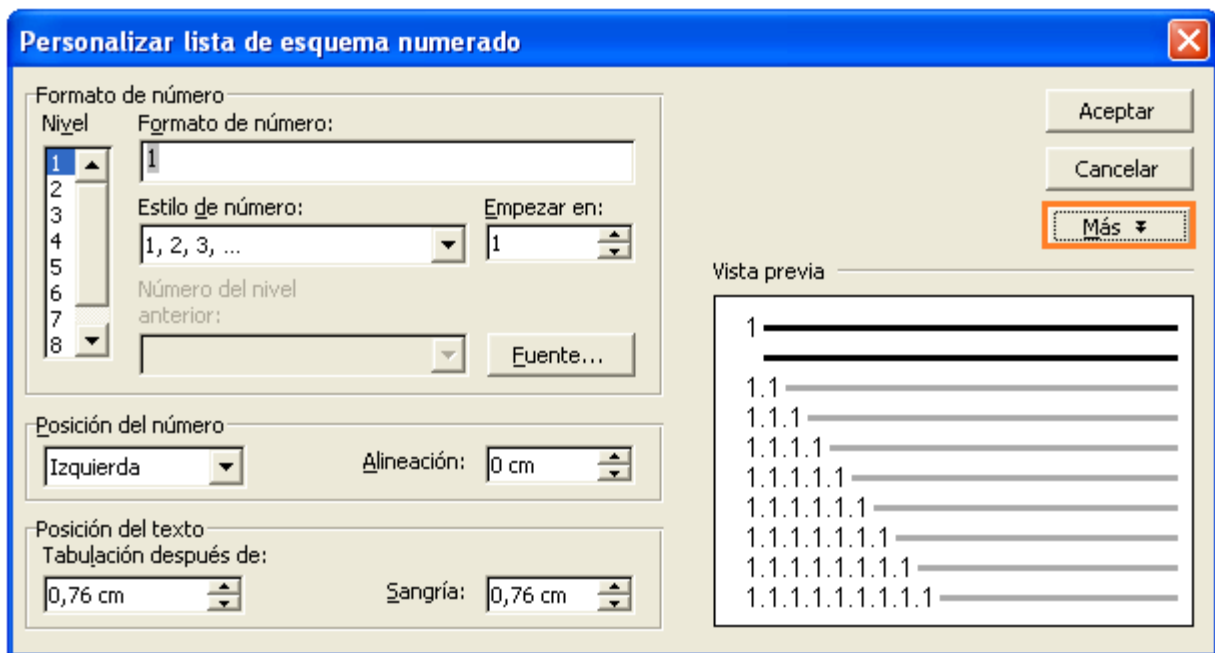 Personalizar lista de esquema numerado
Formato de número
Nivel
Formato de número:
1
2
3
4
5
6
7
8
1
Estilo de número:
Empezar en:
1, 2, 3, ...
1
Número del nivel
anterior:
Fuente...
Posición del número
Izquierda
Alineación:
0 cm
Posición del texto
Tabulación después de:
0,76 cm
Sangría:
0,76 cm
Aceptar
Cancelar
Más
Vista previa
1
1.1
1.1.1
1.1.1.1
1.1.1.1.1
1.1.1.1.1.1
1.1.1.1.1.1.1
1.1.1.1.1.1.1.1
1.1.1.1.1.1.1.1.1